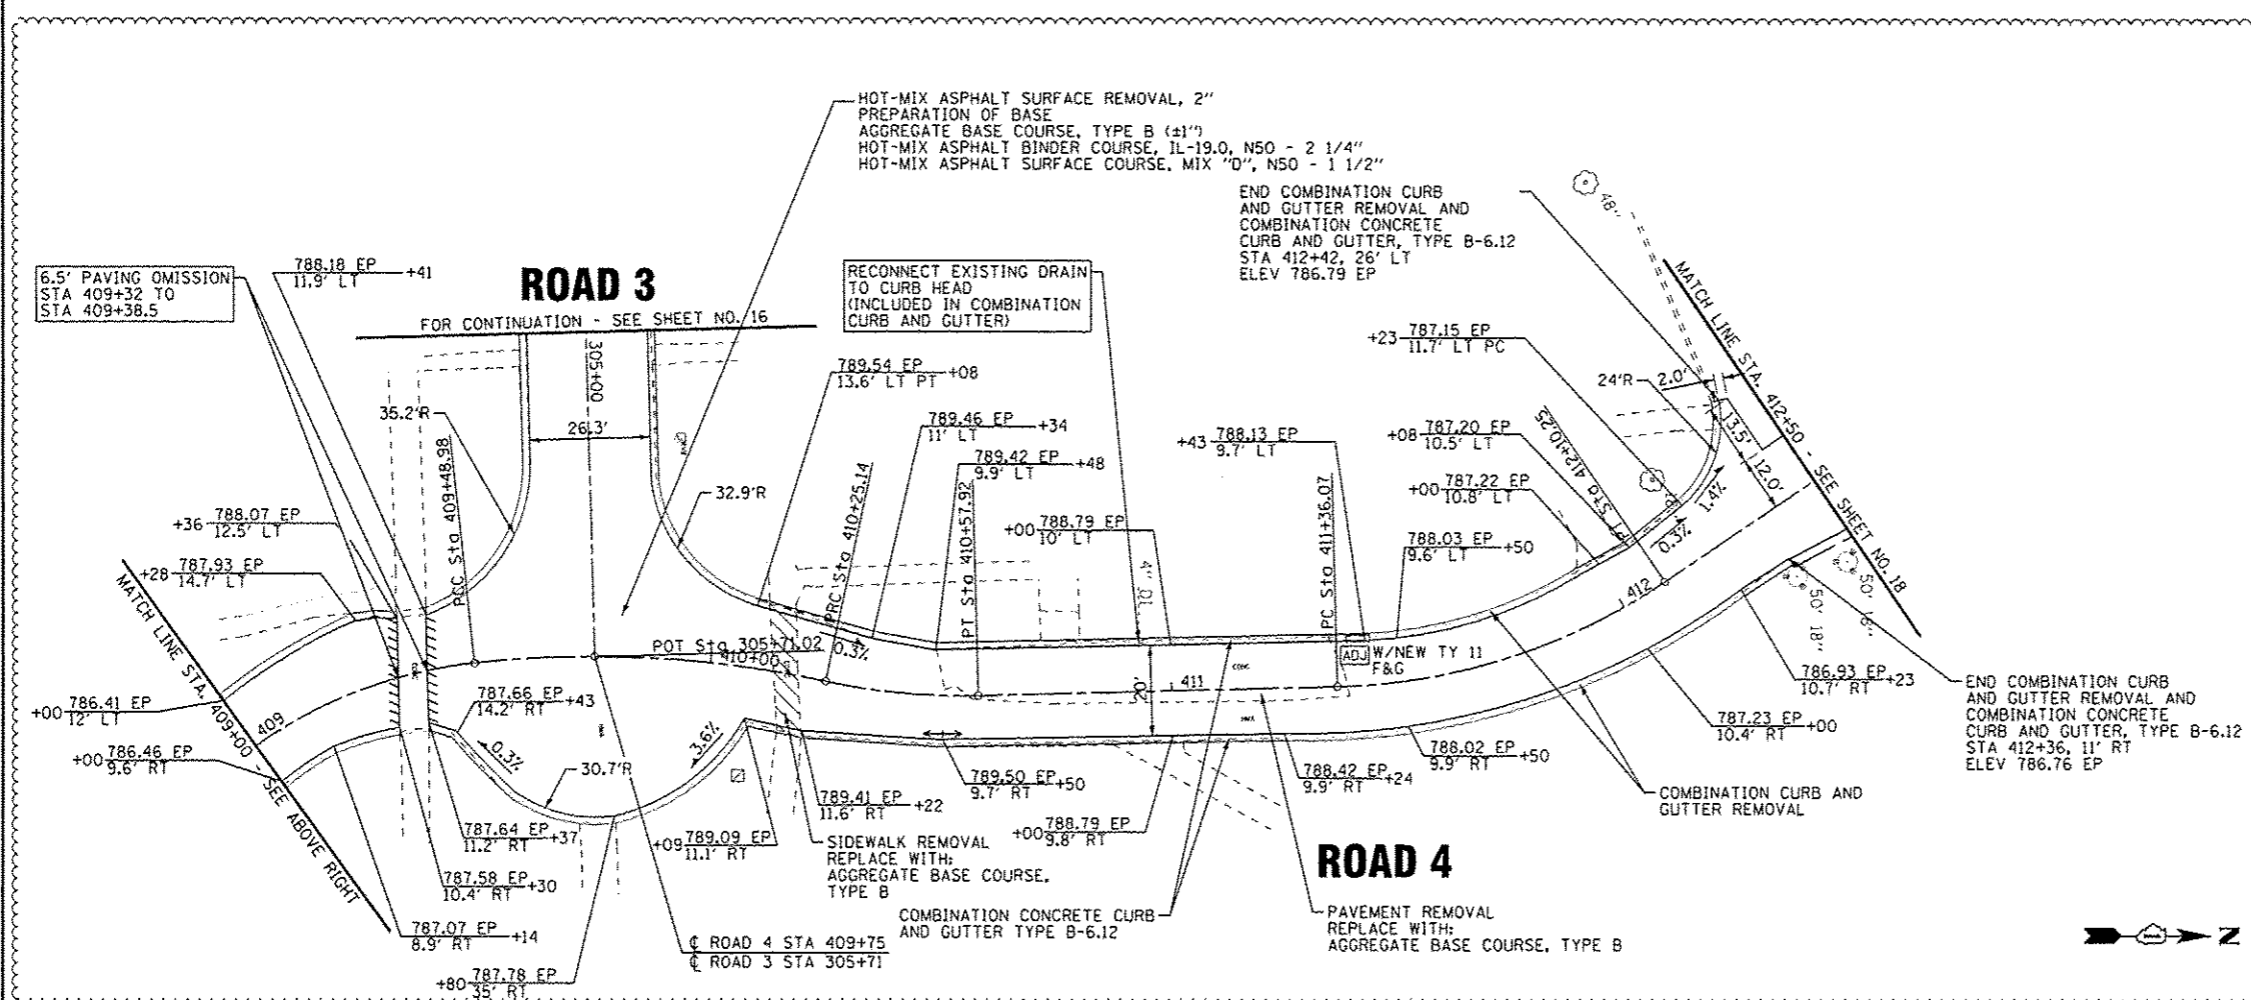 HOT-MIX ASPHALT SURFACE REMOVAL, 2"
PREPARATION OF BASE
AGGREGATE BASE COURSE, TYPE B (±1")
HOT-MIX ASPHALT BINDER COURSE, IL-19.0, N50 - 2 1/4"
HOT-MIX ASPHALT SURFACE COURSE, MIX "D", N50 - 1 1/2"
END COMBINATION CURB
AND GUTTER REMOVAL AND
COMBINATION CONCRETE
CURB AND GUTTER, TYPE B-6.12
STA 412+42, 26' LT
ELEV 786.79 EP
48"
6.5' PAVING OMISSION
STA 409+32 TO
STA 409+38.5
788.18 EP +41
11.9' LT
ROAD 3
FOR CONTINUATION - SEE SHEET NO. 16
RECONNECT EXISTING DRAIN
TO CURB HEAD
(INCLUDED IN COMBINATION
CURB AND GUTTER)
MATCH LINE STA. 412+50 - SEE SHEET NO. 18
+23 787.15 EP
11.7' LT PC
305+00
789.54 EP +08
13.6' LT PT
24'R
2.0'
35.2'R
26.3'
789.46 EP +34
11' LT
+43 788.13 EP
9.7' LT
+08 787.20 EP
10.5' LT
PT Sta 412+10.25
13.5'
12.0'
PCC Sta 409+48.98
789.42 EP +48
9.9' LT
32.9'R
PRC Sta 410+25.14
PT Sta 410+57.92
+00 787.22 EP
10.8' LT
1.4%
+36 788.07 EP
12.5' LT
+00 788.79 EP
10' LT
PC Sta 411+36.07
788.03 EP +50
9.6' LT
0.3%
+28 787.93 EP
14.7' LT
4"
10'
412
MATCH LINE STA. 409+00 - SEE ABOVE RIGHT
POT Sta 305+71.02
410+00
0.3%
ADJ W/NEW TY 11
F&G
CONC
50' 18"
50' 18"
20'
411
HMA
+00 786.41 EP
12' LT
409
787.66 EP +43
14.2' RT
786.93 EP +23
10.7' RT
END COMBINATION CURB
AND GUTTER REMOVAL AND
COMBINATION CONCRETE
CURB AND GUTTER, TYPE B-6.12
STA 412+36, 11' RT
ELEV 786.76 EP
+00 786.46 EP
9.6' RT
0.3%
3.6%
30.7'R
787.23 EP +00
10.4' RT
788.02 EP +50
9.9' RT
789.50 EP +50
9.7' RT
788.42 EP +24
9.9' RT
789.41 EP +22
11.6' RT
COMBINATION CURB AND
GUTTER REMOVAL
787.64 EP +37
11.2' RT
+09 789.09 EP
11.1' RT
+00 788.79 EP
9.8' RT
SIDEWALK REMOVAL
REPLACE WITH:
AGGREGATE BASE COURSE,
TYPE B
ROAD 4
787.58 EP +30
10.4' RT
COMBINATION CONCRETE CURB
AND GUTTER TYPE B-6.12
PAVEMENT REMOVAL
REPLACE WITH:
AGGREGATE BASE COURSE, TYPE B
787.07 EP +14
8.9' RT
℄ ROAD 4 STA 409+75
℄ ROAD 3 STA 305+71
+80 787.78 EP
35' RT
Z